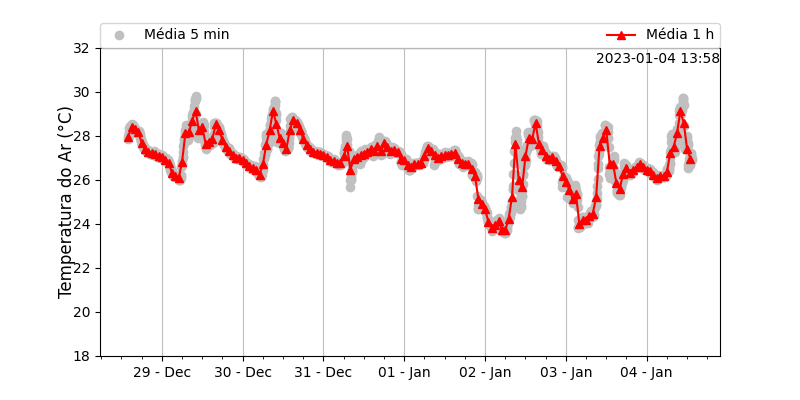 Média 5 min
Média 1 h
2023-01-04 13:58
Temperatura do Ar (°C)
32
30
28
26
24
22
20
18
29 - Dec
30 - Dec
31 - Dec
01 - Jan
02 - Jan
03 - Jan
04 - Jan